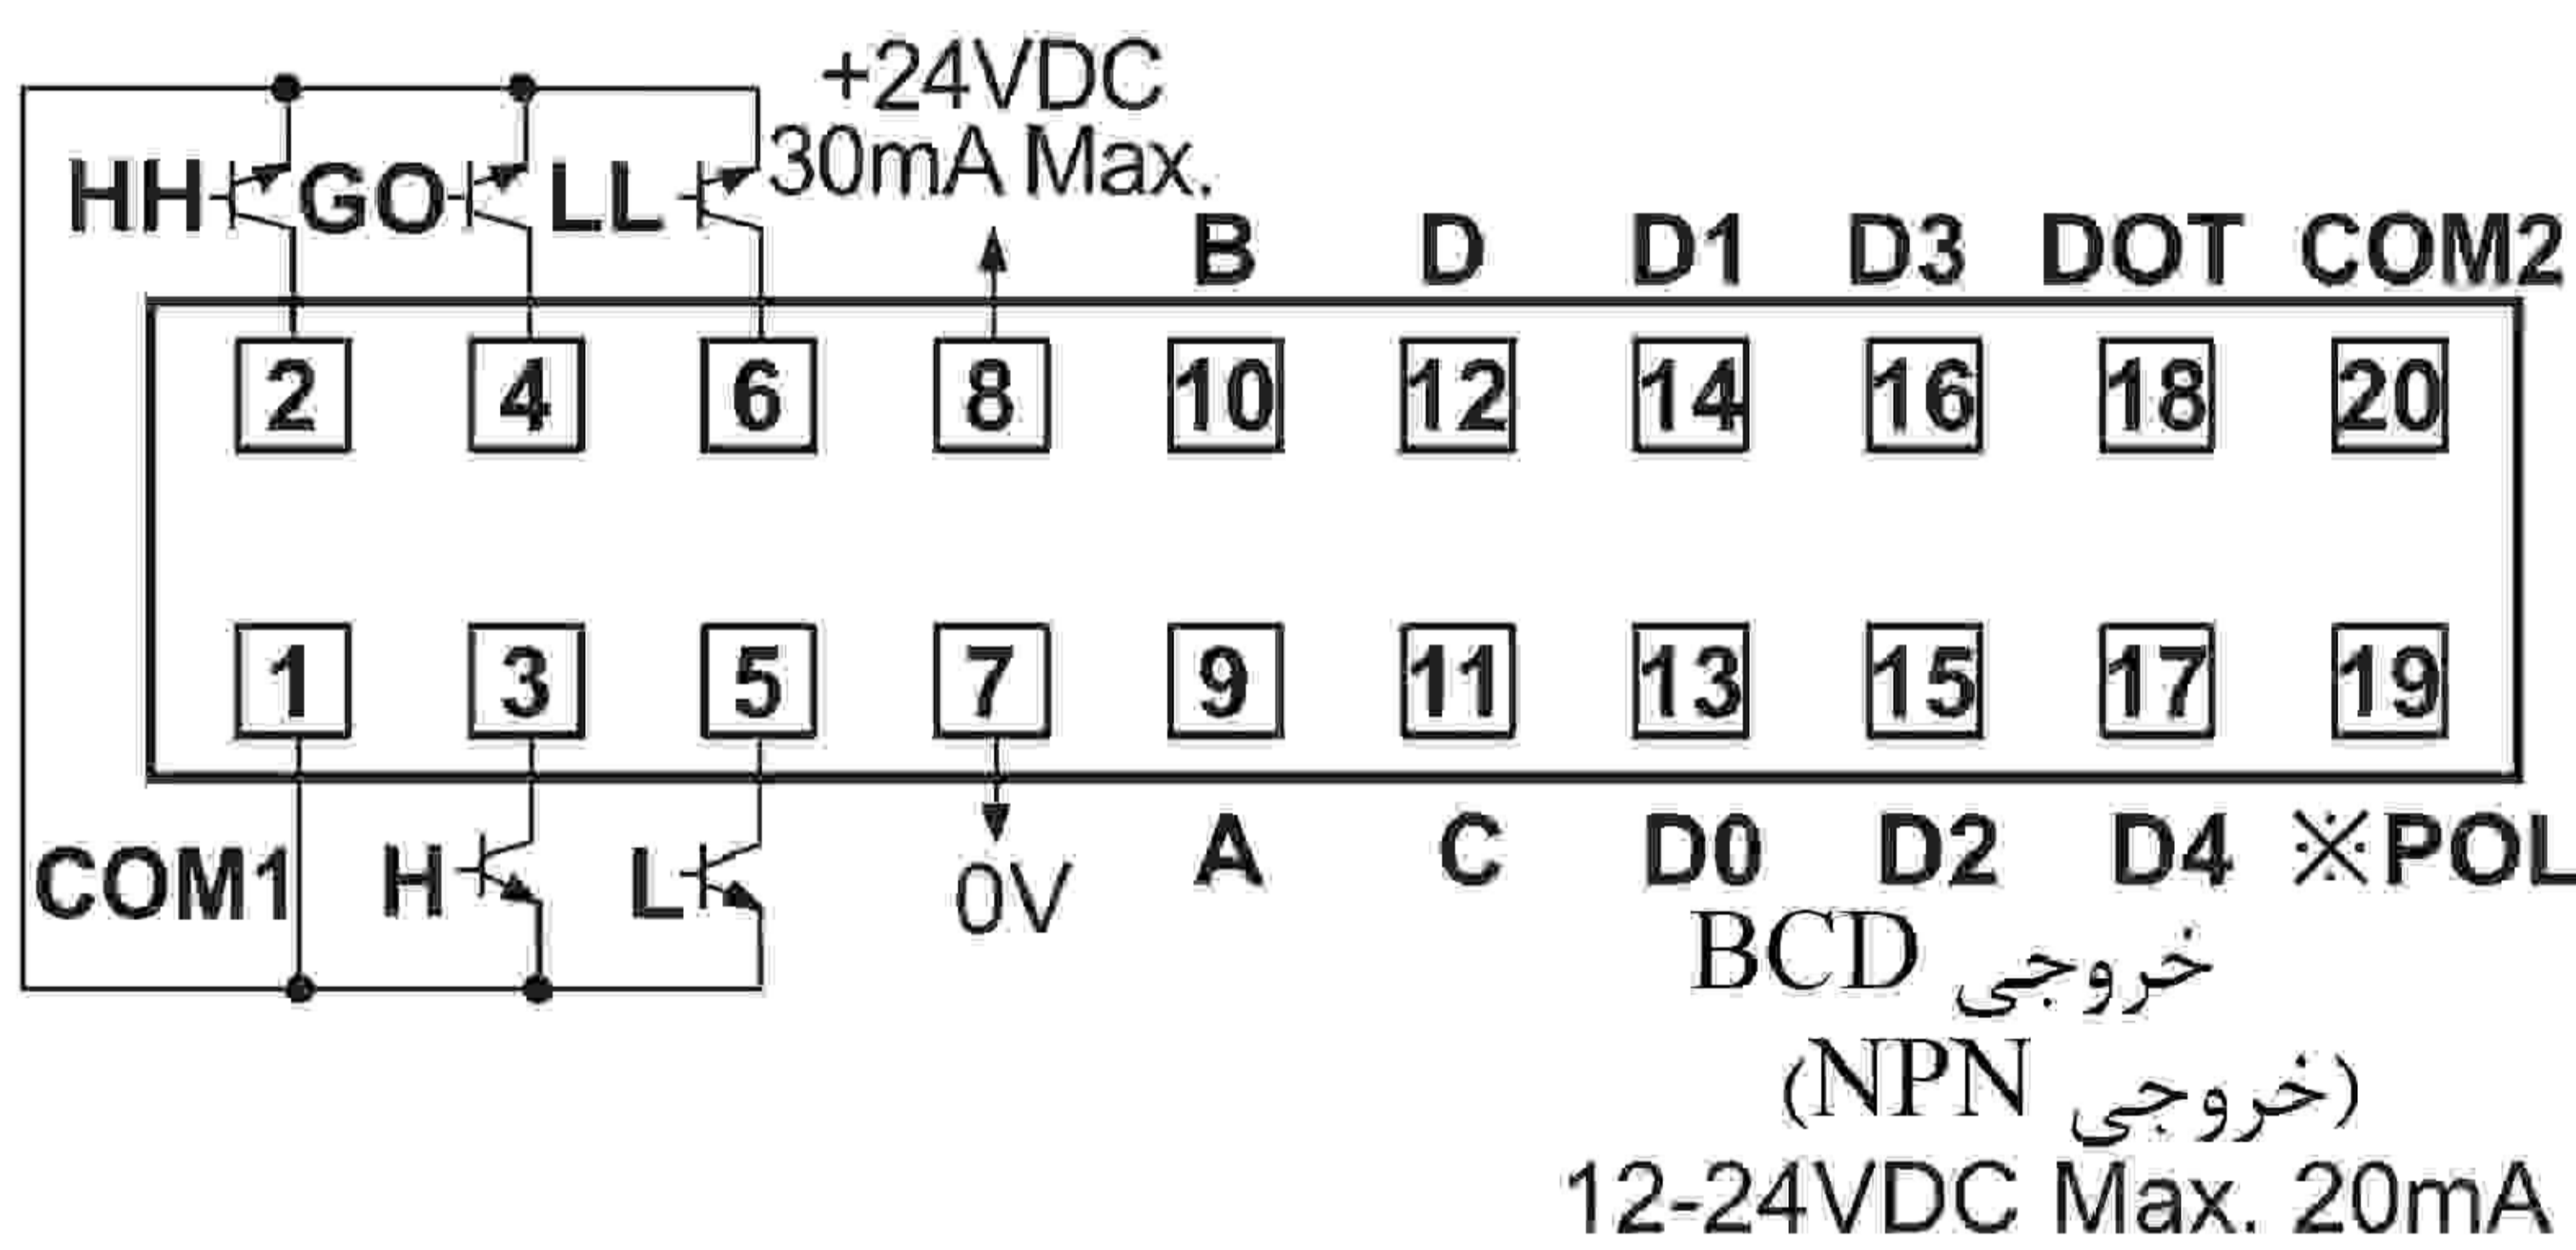 +24VDC
30mA Max.
HH GO LL
B D D1 D3 DOT COM2
2 4 6 8 10 12 14 16 18 20
1 3 5 7 9 11 13 15 17 19
COM1 H L 0V A C D0 D2 D4 ※POL
خروجی BCD
(خروجی NPN)
12-24VDC Max. 20mA